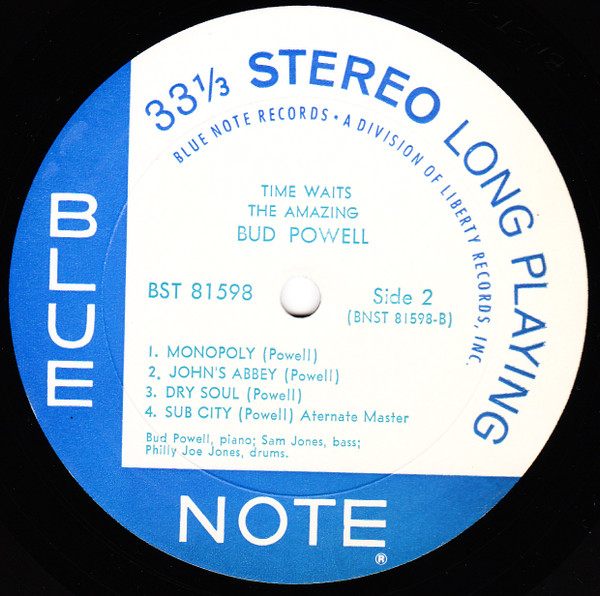 33 1/3 STEREO LONG PLAYING
BLUE NOTE RECORDS • A DIVISION OF LIBERTY RECORDS, INC.
TIME WAITS
THE AMAZING
BUD POWELL
BST 81598
Side 2
(BNST 81598-B)
1. MONOPOLY (Powell)
2. JOHN'S ABBEY (Powell)
3. DRY SOUL (Powell)
4. SUB CITY (Powell) Aternate Master
Bud Powell, piano; Sam Jones, bass;
Philly Joe Jones, drums.
BLUE
NOTE
®